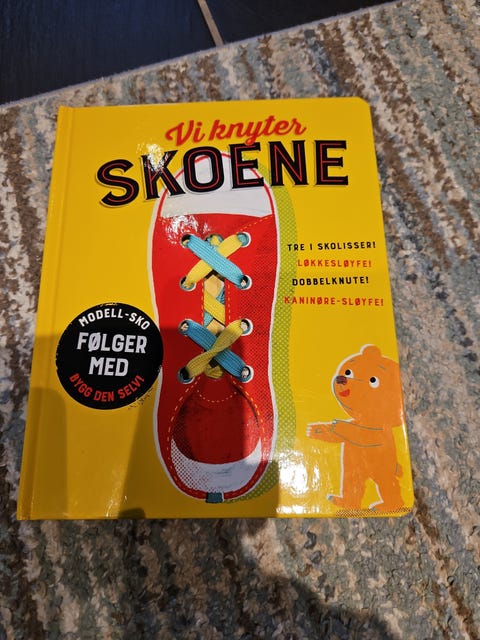 Vi knyter
SKOENE
TRE I SKOLISSER!
LØKKESLØYFE!
DOBBELKNUTE!
KANINØRE-SLØYFE!
MODELL-SKO
FØLGER
MED
BYGG DEN SELV!